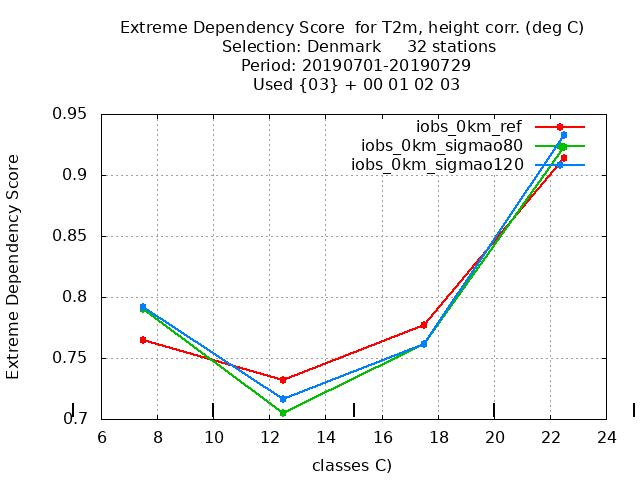 Extreme Dependency Score  for T2m, height corr. (deg C)
Selection: Denmark     32 stations
Period: 20190701-20190729
Used {03} + 00 01 02 03
iobs_0km_ref
iobs_0km_sigmao80
iobs_0km_sigmao120
Extreme Dependency Score
0.95
0.9
0.85
0.8
0.75
0.7
6 8 10 12 14 16 18 20 22 24
classes C)